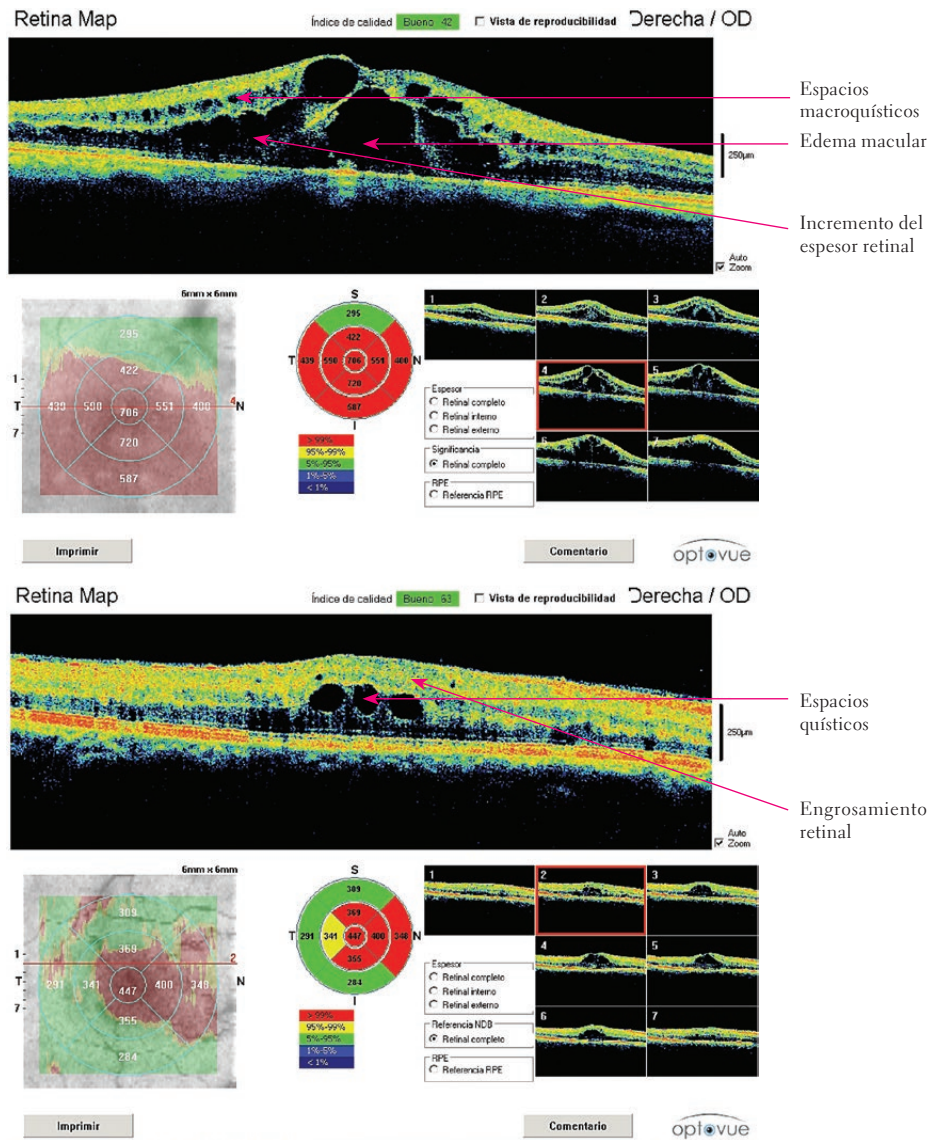 Retina Map
Índice de calidad Bueno 42 Vista de reproducibilidad Derecha / OD
Espacios
macroquísticos
Edema macular
250µm
Incremento del
espesor retinal
Auto
Zoom
6mm x 6mm
295
422
1
T 439 590 706 551 400 4 N
7
720
587
S
295
422
T 439 590 706 551 400 N
720
587
I
> 99%
95%-99%
5%-95%
1%-5%
< 1%
Espesor
Retinal completo
Retinal interno
Retinal externo
Significancia
Retinal completo
RPE
Referencia RPE
1 2 3
4 5
6 7
Imprimir Comentario optovue
Retina Map
Índice de calidad Bueno 63 Vista de reproducibilidad Derecha / OD
Espacios
quísticos
250µm
Engrosamiento
retinal
Auto
Zoom
6mm x 6mm
309
369
1 2
T 291 341 447 400 348 N
7
355
284
S
309
369
T 291 341 447 400 348 N
355
284
I
> 99%
95%-99%
5%-95%
1%-5%
< 1%
Espesor
Retinal completo
Retinal interno
Retinal externo
Referencia NDB
Retinal completo
RPE
Referencia RPE
1 2 3
4 5
6 7
Imprimir Comentario optovue